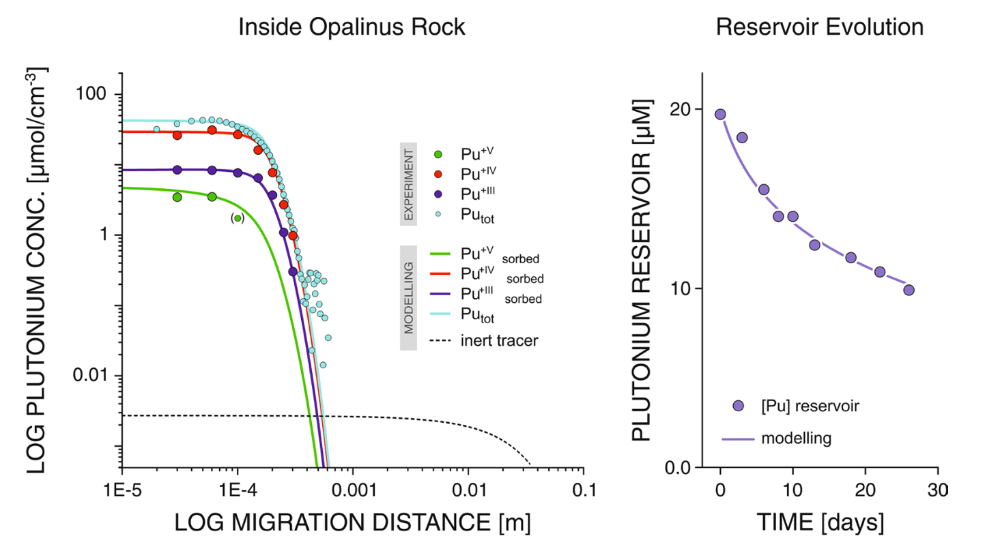 Inside Opalinus Rock
LOG PLUTONIUM CONC. [µmol/cm⁻³]
100
1
0.01
1E-5
1E-4
0.001
0.01
0.1
LOG MIGRATION DISTANCE [m]
( )
EXPERIMENT
Pu⁺ⱽ
Pu⁺ᴵⱽ
Pu⁺ᴵᴵᴵ
Puₜₒₜ
MODELLING
Pu⁺ⱽ sorbed
Pu⁺ᴵⱽ sorbed
Pu⁺ᴵᴵᴵ sorbed
Puₜₒₜ
inert tracer
Reservoir Evolution
PLUTONIUM RESERVOIR [µM]
20
10
0.0
0
10
20
30
TIME [days]
[Pu] reservoir
modelling